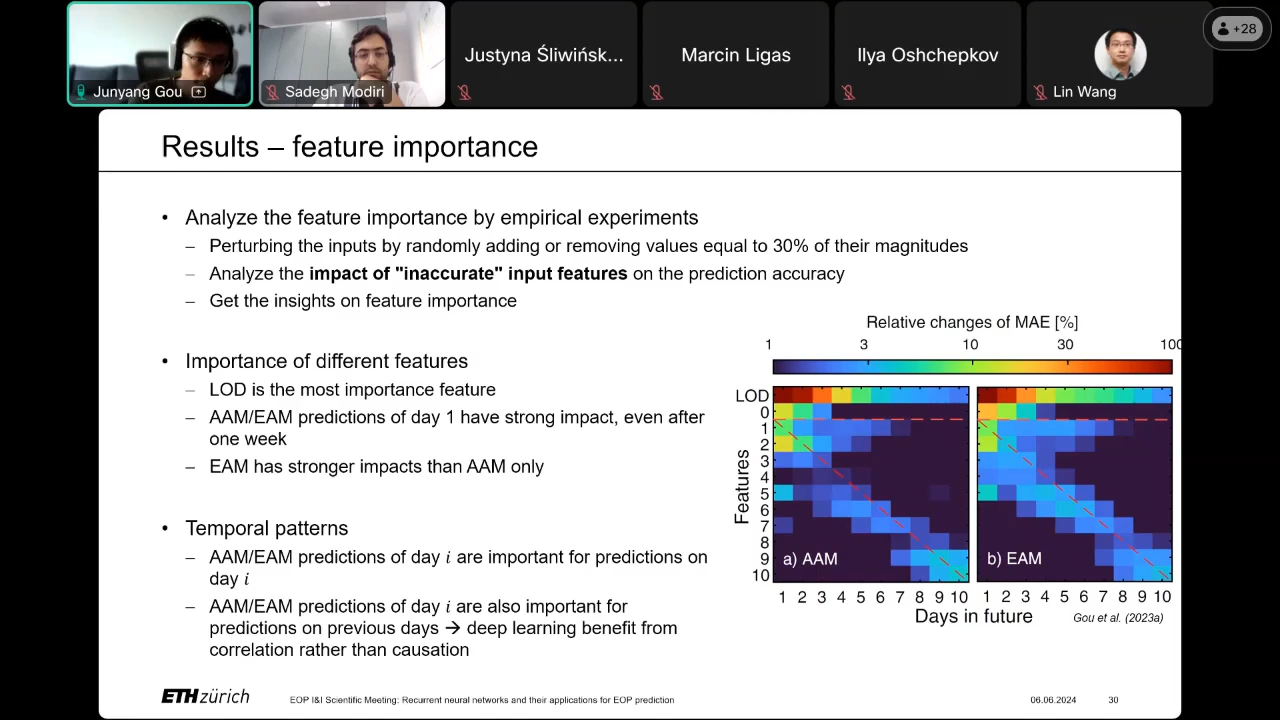 Junyang Gou
Sadegh Modiri
Justyna Śliwińsk...
Marcin Ligas
Ilya Oshchepkov
Lin Wang
+28
Results – feature importance
• Analyze the feature importance by empirical experiments
– Perturbing the inputs by randomly adding or removing values equal to 30% of their magnitudes
– Analyze the impact of "inaccurate" input features on the prediction accuracy
– Get the insights on feature importance
• Importance of different features
– LOD is the most importance feature
– AAM/EAM predictions of day 1 have strong impact, even after
one week
– EAM has stronger impacts than AAM only
• Temporal patterns
– AAM/EAM predictions of day i are important for predictions on
day i
– AAM/EAM predictions of day i are also important for
predictions on previous days → deep learning benefit from
correlation rather than causation
Relative changes of MAE [%]
1 3 10 30 100
LOD
0
1
2
3
4
5
6
7
8
9
10
Features
a) AAM
b) EAM
1 2 3 4 5 6 7 8 9 10 1 2 3 4 5 6 7 8 9 10
Days in future
Gou et al. (2023a)
ETH zürich
EOP I&I Scientific Meeting: Recurrent neural networks and their applications for EOP prediction
06.06.2024
30